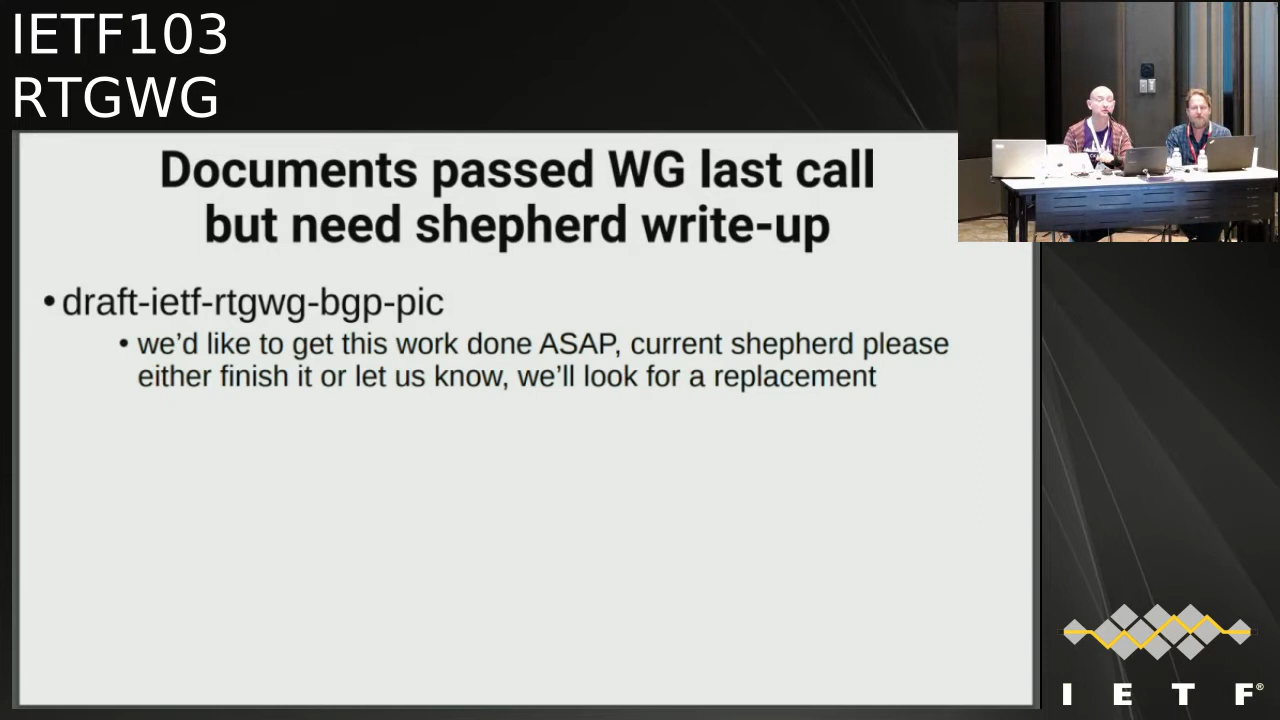 IETF103
RTGWG
Documents passed WG last call
but need shepherd write-up
• draft-ietf-rtgwg-bgp-pic
• we’d like to get this work done ASAP, current shepherd please
either finish it or let us know, we’ll look for a replacement
I E T F®